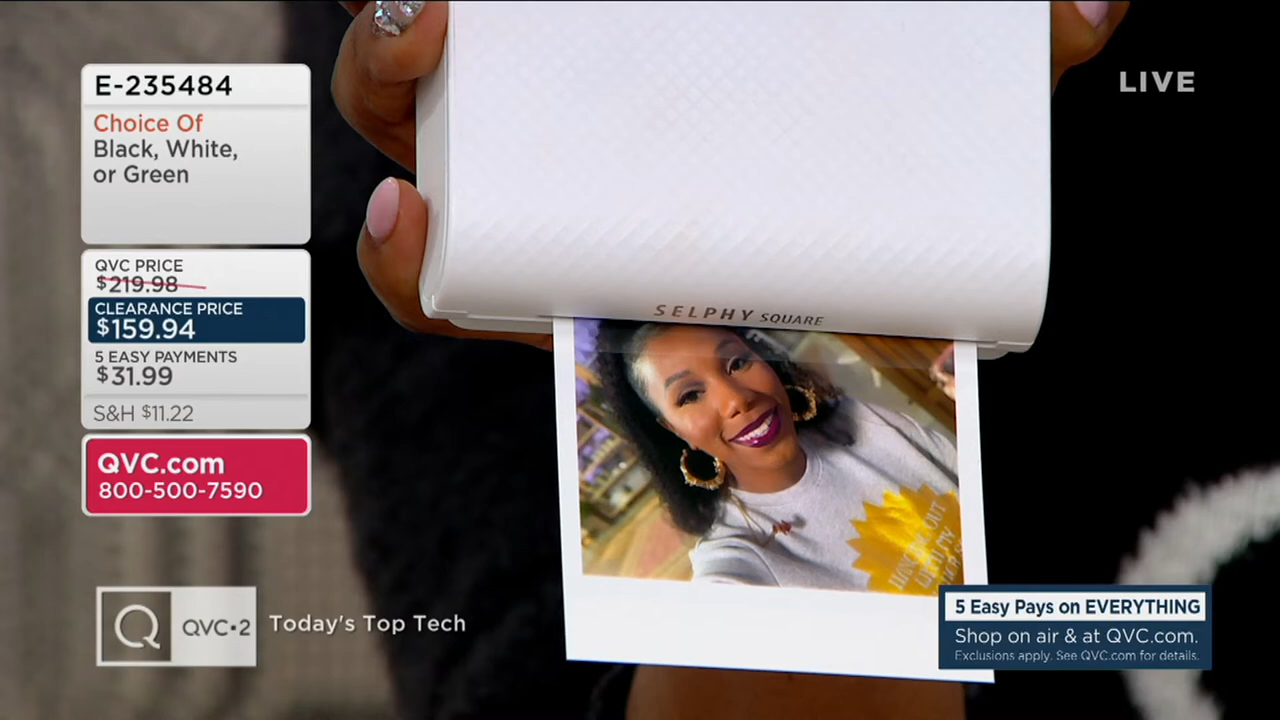 E-235484
Choice Of
Black, White,
or Green
QVC PRICE
$219.98
CLEARANCE PRICE
$159.94
5 EASY PAYMENTS
$31.99
S&H $11.22
QVC.com
800-500-7590
LIVE
SELPHY SQUARE
Q QVC•2 Today's Top Tech
5 Easy Pays on EVERYTHING
Shop on air & at QVC.com.
Exclusions apply. See QVC.com for details.